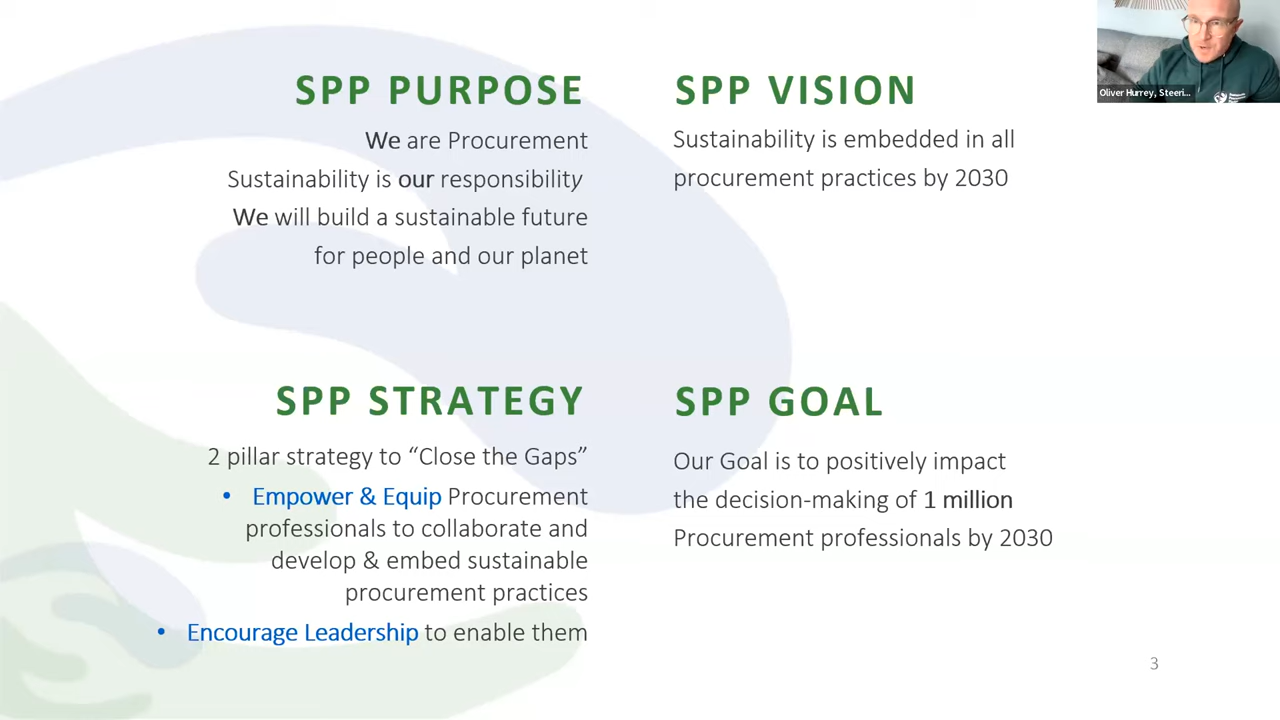 SPP PURPOSE
We are Procurement
Sustainability is our responsibility
We will build a sustainable future
for people and our planet
SPP VISION
Sustainability is embedded in all
procurement practices by 2030
Oliver Hurrey, Steeri...
SPP STRATEGY
2 pillar strategy to “Close the Gaps”
• Empower & Equip Procurement
professionals to collaborate and
develop & embed sustainable
procurement practices
• Encourage Leadership to enable them
SPP GOAL
Our Goal is to positively impact
the decision-making of 1 million
Procurement professionals by 2030
3